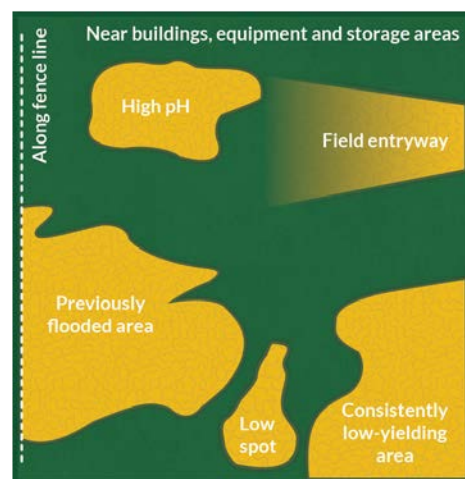 Near buildings, equipment and storage areas
Along fence line
High pH
Field entryway
Previously
flooded area
Low
spot
Consistently
low-yielding
area